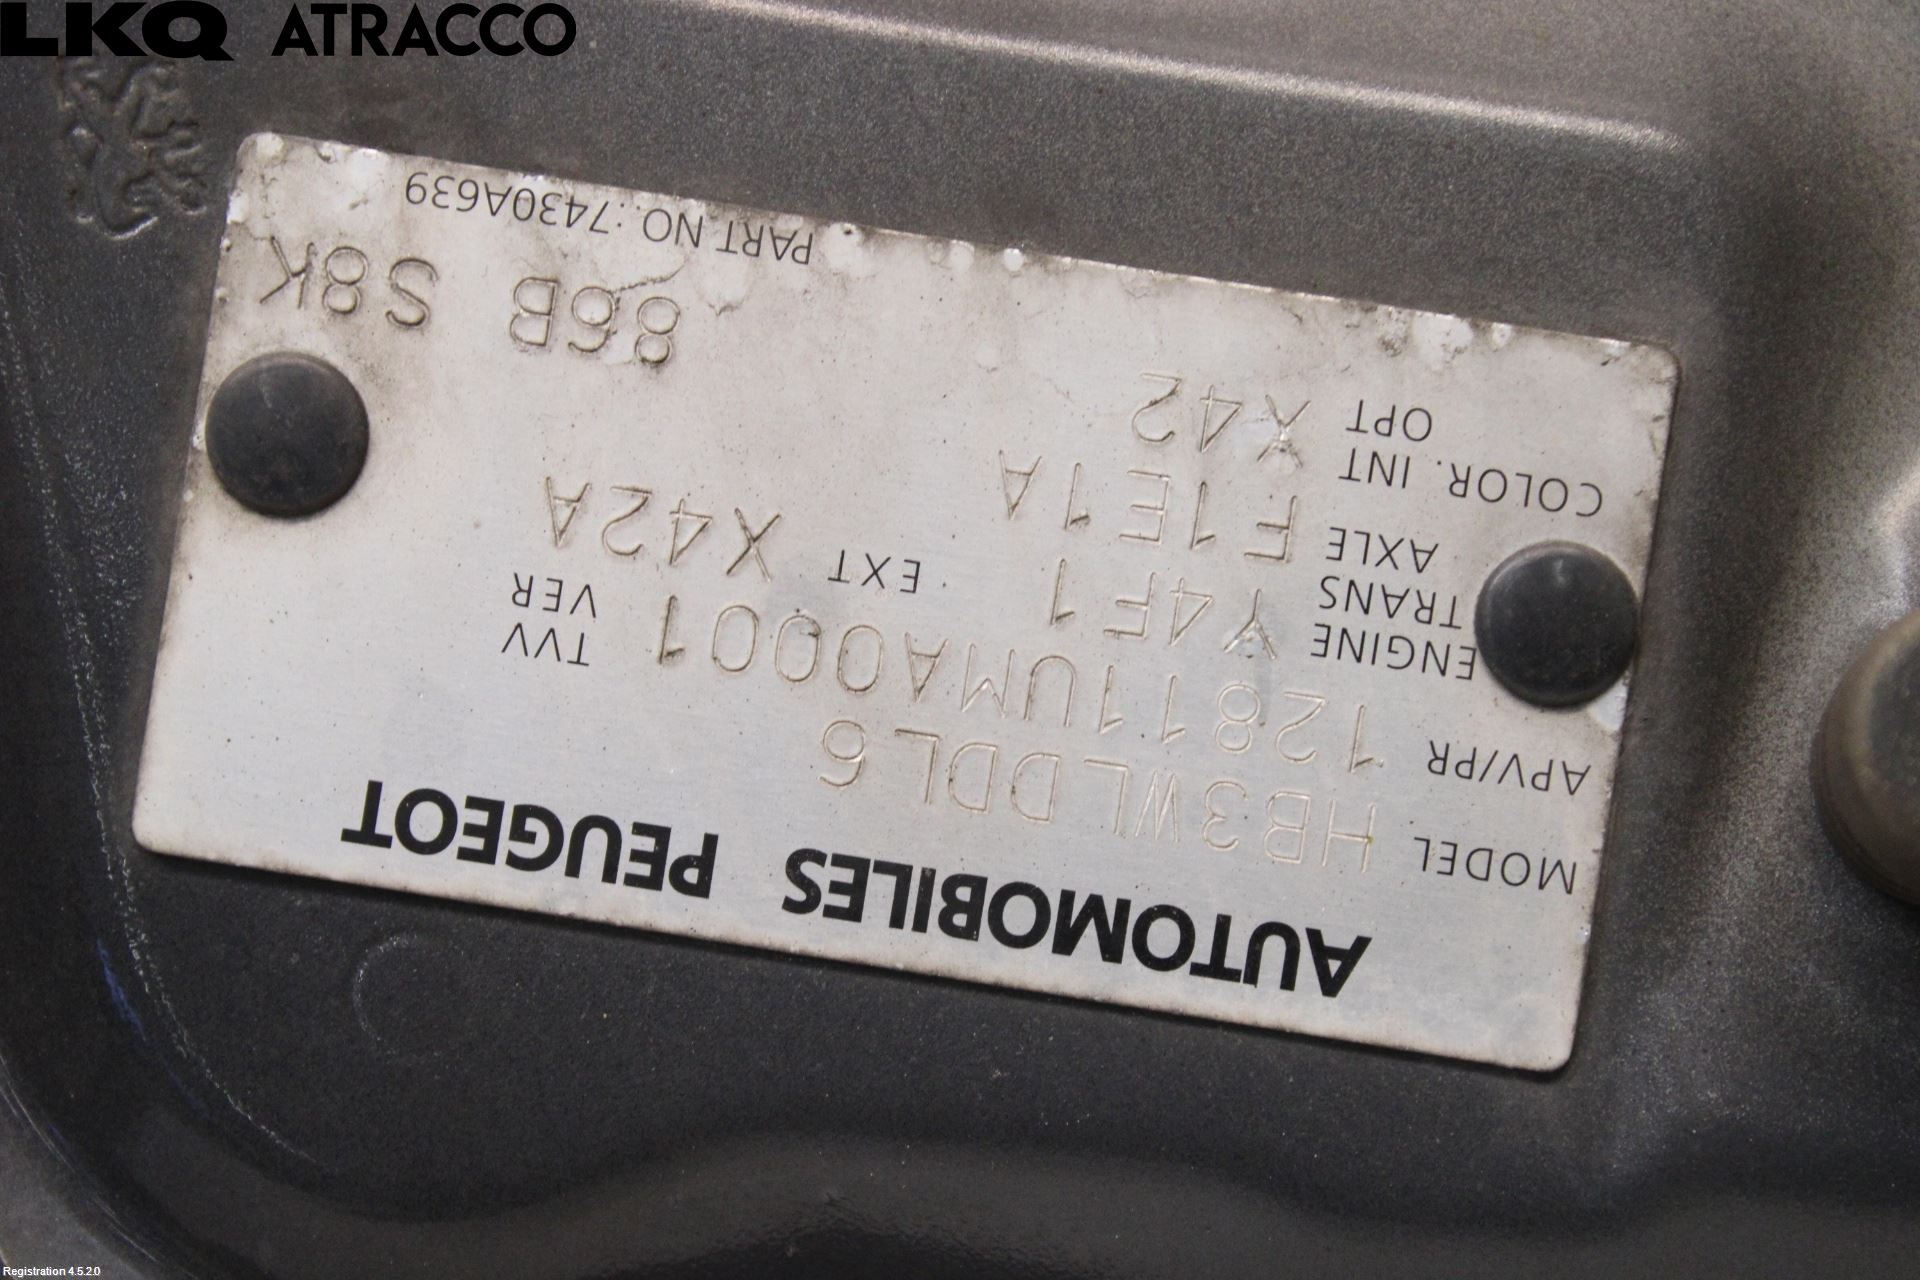 LKQ ATRACCO
AUTOMOBILES PEUGEOT
MODEL HB3WLDDL6
APV/PR 12811UMA0001 TVV VER
ENGINE Y4F1
TRANS F1E1A
AXLE
COLOR. INT X42 EXT X42A
OPT 86B S8K
PART NO. : 7430A639
Registration 4.5.2.0